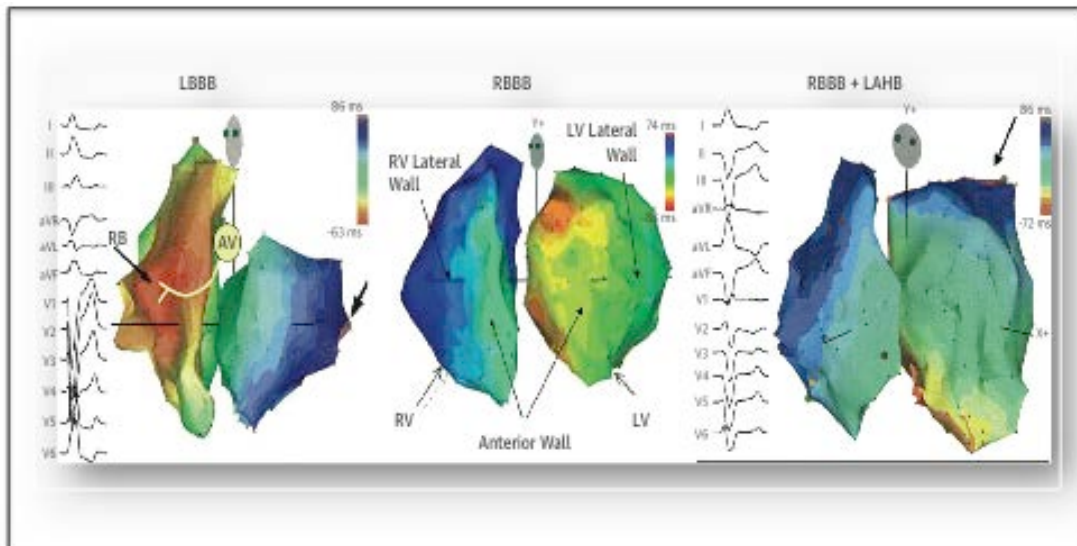 LBBB
RBBB
RBBB + LAHB
86 ms
-63 ms
I
II
III
aVR
aVL
aVF
V1
V2
V3
V4
V5
V6
RB
AV
Y+
74 ms
RV Lateral
Wall
LV Lateral
Wall
RV
LV
Anterior Wall
86 ms
-72 ms
Y+
X+
I
II
III
aVR
aVL
aVF
V1
V2
V3
V4
V5
V6